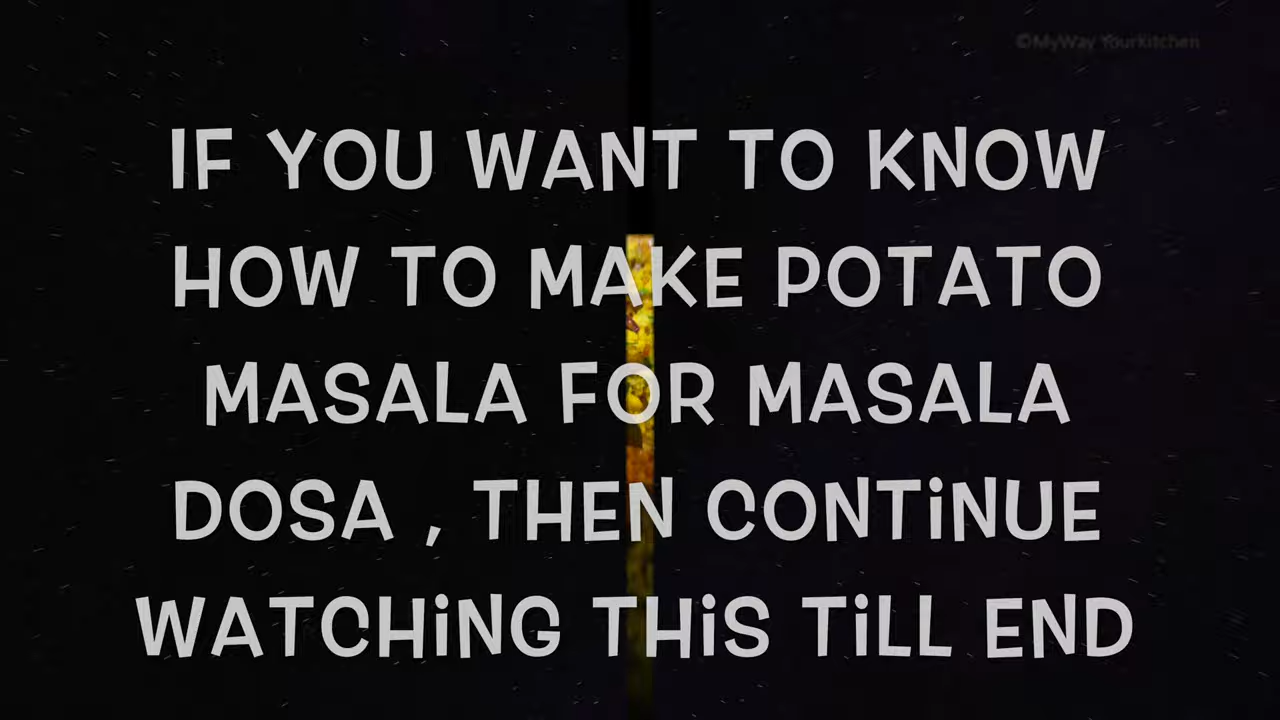 ©MyWay YourKitchen
IF YOU WANT TO KNOW
HOW TO MAKE POTATO
MASALA FOR MASALA
DOSA , THEN CONTiNUE
WATCHiNG THiS TiLL END